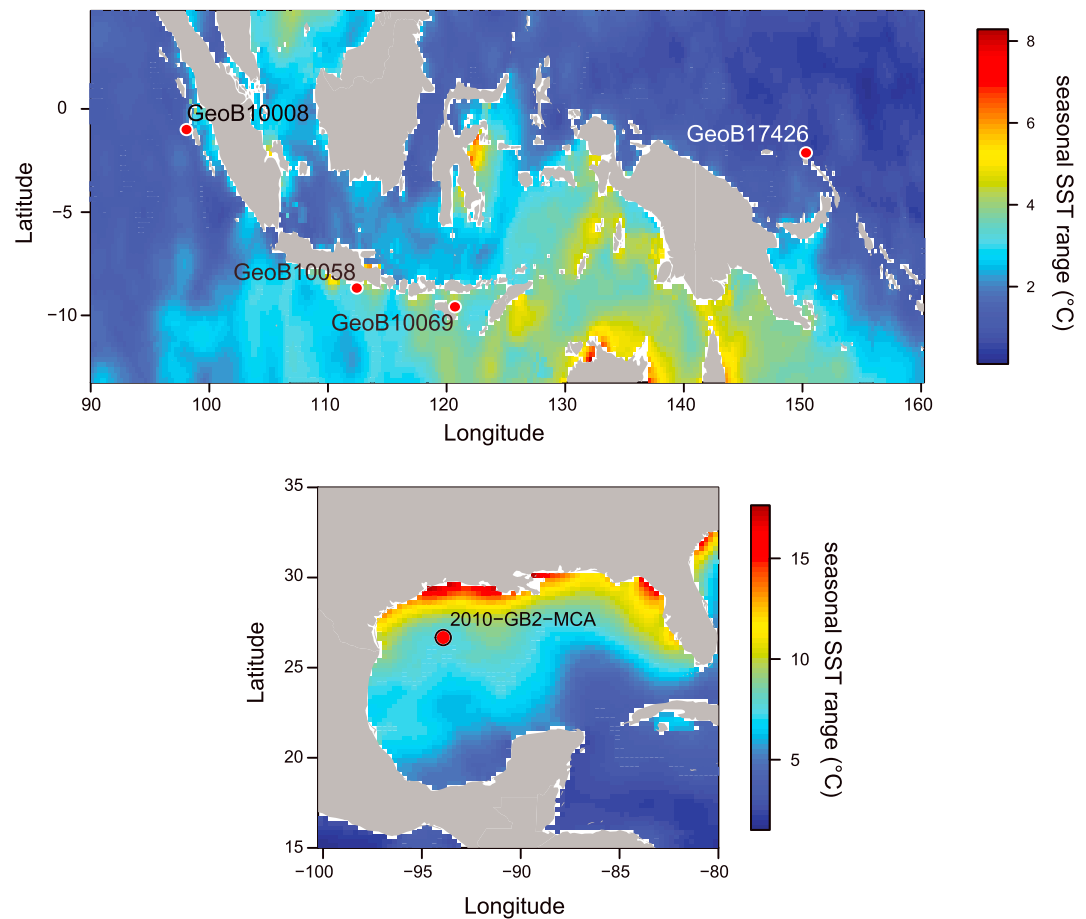 8
6
4
2
seasonal SST range (°C)
0
−5
−10
Latitude
GeoB10008
GeoB17426
GeoB10058
GeoB10069
90
100
110
120
130
140
150
160
Longitude
35
30
25
20
15
Latitude
2010−GB2−MCA
15
10
5
seasonal SST range (°C)
−100
−95
−90
−85
−80
Longitude